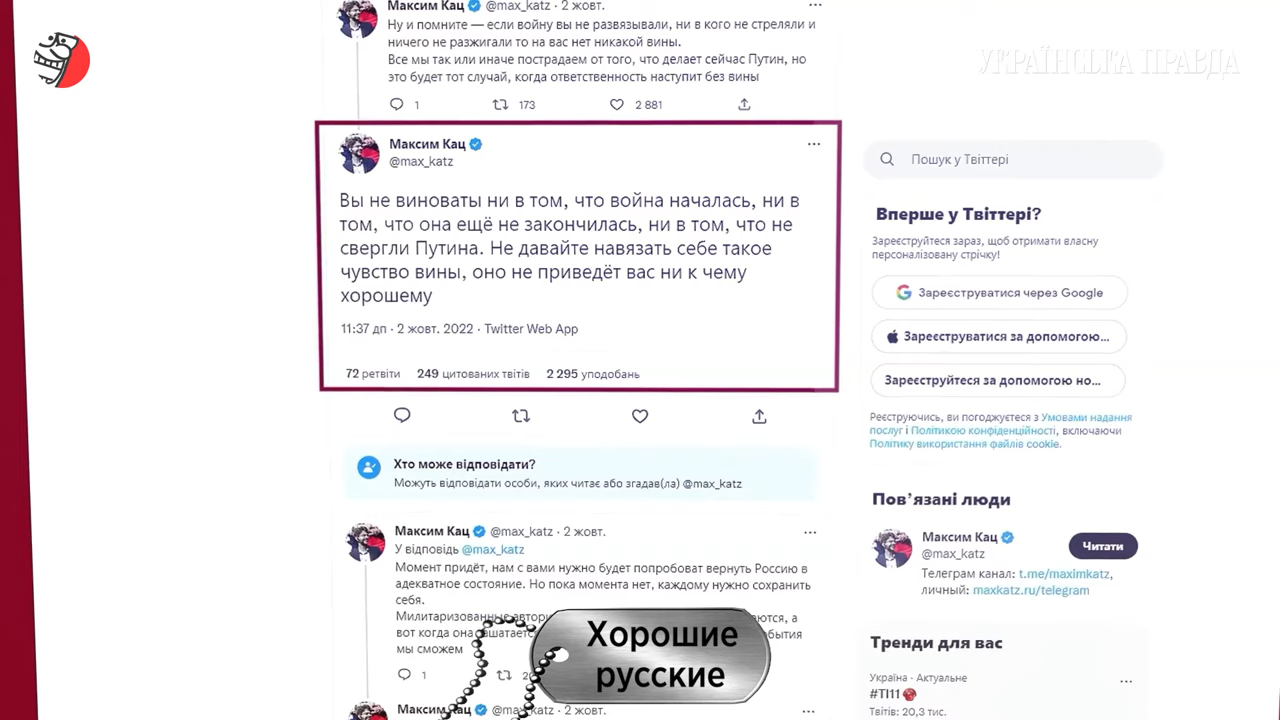 Максим Кац @max_katz · 2 жовт.
Ну и помните — если войну вы не развязывали, ни в кого не стреляли и
ничего не разжигали то на вас нет никакой вины.
Все мы так или иначе пострадаем от того, что делает сейчас Путин, но
это будет тот случай, когда ответственность наступит без вины
1 173 2 881
УКРАЇНСЬКА ПРАВДА
Максим Кац
@max_katz
Вы не виноваты ни в том, что война началась, ни в
том, что она ещё не закончилась, ни в том, что не
свергли Путина. Не давайте навязать себе такое
чувство вины, оно не приведёт вас ни к чему
хорошему
11:37 дп · 2 жовт. 2022 · Twitter Web App
72 ретвіти 249 цитованих твітів 2 295 уподобань
Хто може відповідати?
Можуть відповідати особи, яких читає або згадав(ла) @max_katz
Максим Кац @max_katz · 2 жовт.
У відповідь @max_katz
Момент придёт, нам с вами нужно будет попробоват вернуть Россию в
адекватное состояние. Но пока момента нет, каждому нужно сохранить
себя.
Милитаризованные а
вот когда она
мы сможем
1
Максим Кац @max_katz · 2 жовт.
Хорошие
русские
Пошук у Твіттері
Вперше у Твіттері?
Зареєструйтеся зараз, щоб отримати власну
персоналізовану стрічку!
Зареєструватися через Google
Зареєструватися за допомогою...
Зареєструйтеся за допомогою но...
Реєструючись, ви погоджуєтеся з Умовами надання
послуг і Політикою конфіденційності, включаючи
Політику використання файлів cookie.
Пов’язані люди
Максим Кац
@max_katz
Читати
Телеграм канал: t.me/maximkatz,
личный: maxkatz.ru/telegram
Тренди для вас
Україна · Актуальне
#TI11
Твітів: 20,3 тис.